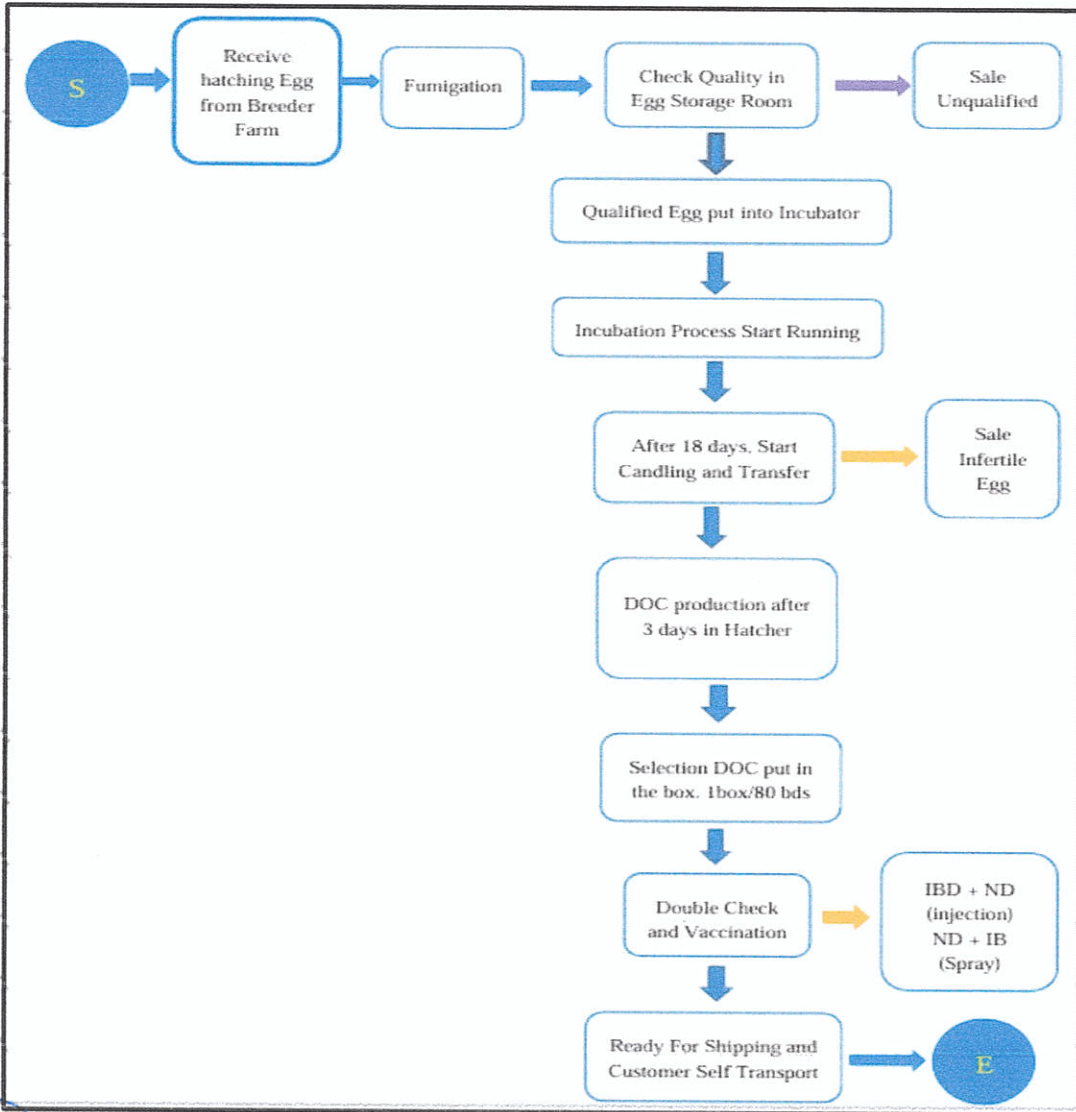 S
Receive
hatching Egg
from Breeder
Farm
Fumigation
Check Quality in
Egg Storage Room
Sale
Unqualified
Qualified Egg put into Incubator
Incubation Process Start Running
After 18 days, Start
Candling and Transfer
Sale
Infertile
Egg
DOC production after
3 days in Hatcher
Selection DOC put in
the box. 1box/80 bds
Double Check
and Vaccination
IBD + ND
(injection)
ND + IB
(Spray)
Ready For Shipping and
Customer Self Transport
E